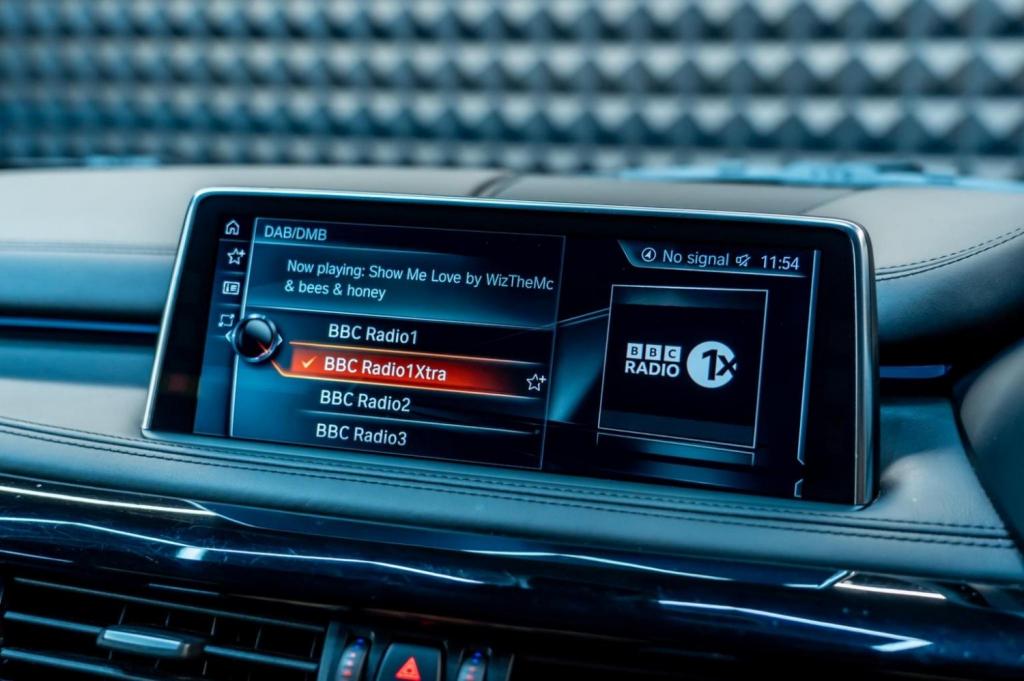 DAB/DMB
No signal 11:54
Now playing: Show Me Love by WizTheMc
& bees & honey
BBC Radio1
BBC Radio1Xtra
BBC Radio2
BBC Radio3
BBC
RADIO 1X